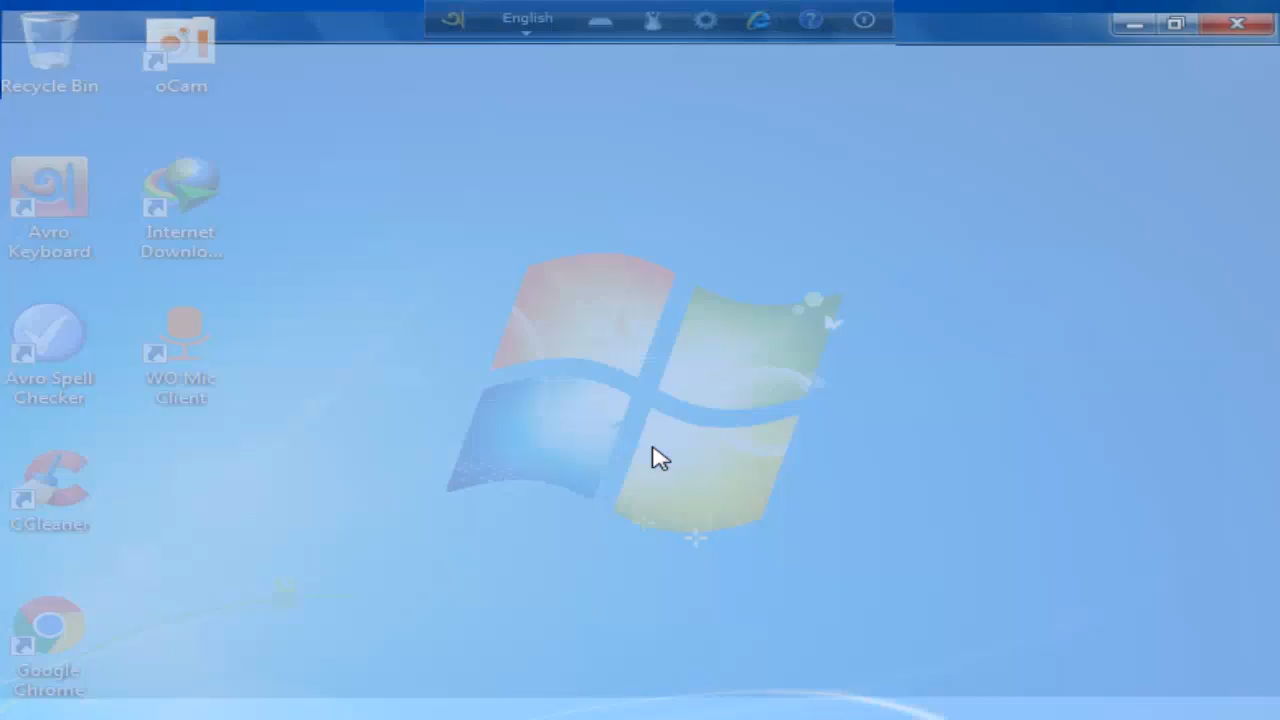 English
Recycle Bin
oCam
Avro
Keyboard
Internet
Downlo...
Avro Spell
Checker
WO Mic
Client
CCleaner
Google
Chrome